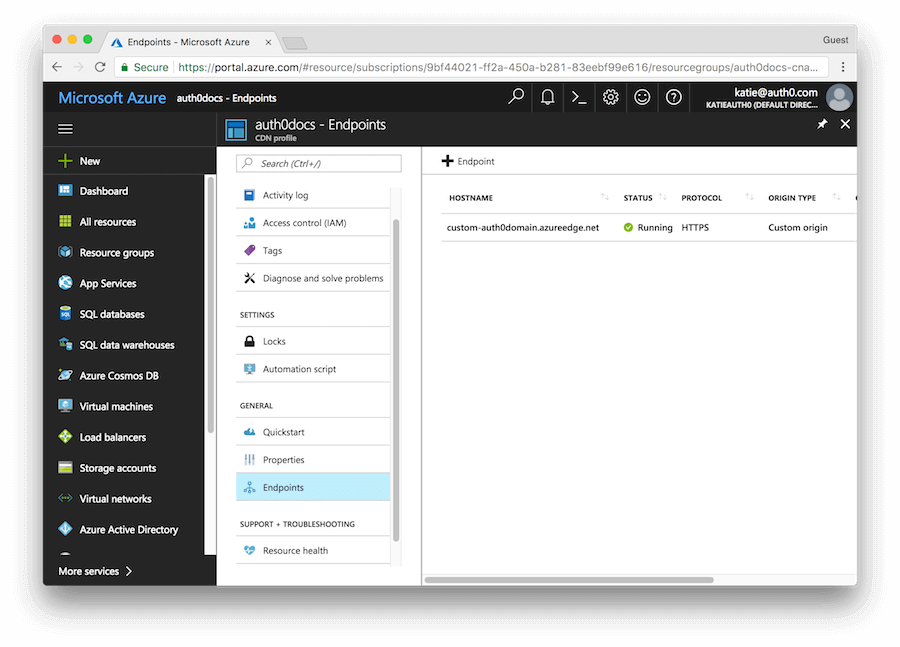 Endpoints - Microsoft Azure
Guest
Secure https://portal.azure.com/#resource/subscriptions/9bf44021-ff2a-450a-b281-83eebf99e616/resourcegroups/auth0docs-cna...
Microsoft Azure auth0docs - Endpoints
katie@auth0.com
KATIEAUTH0 (DEFAULT DIREC...
auth0docs - Endpoints
CDN profile
New
Dashboard
All resources
Resource groups
App Services
SQL databases
SQL data warehouses
Azure Cosmos DB
Virtual machines
Load balancers
Storage accounts
Virtual networks
Azure Active Directory
More services
Search (Ctrl+/)
Activity log
Access control (IAM)
Tags
Diagnose and solve problems
SETTINGS
Locks
Automation script
GENERAL
Quickstart
Properties
Endpoints
SUPPORT + TROUBLESHOOTING
Resource health
Endpoint
HOSTNAME STATUS PROTOCOL ORIGIN TYPE
custom-auth0domain.azureedge.net Running HTTPS Custom origin